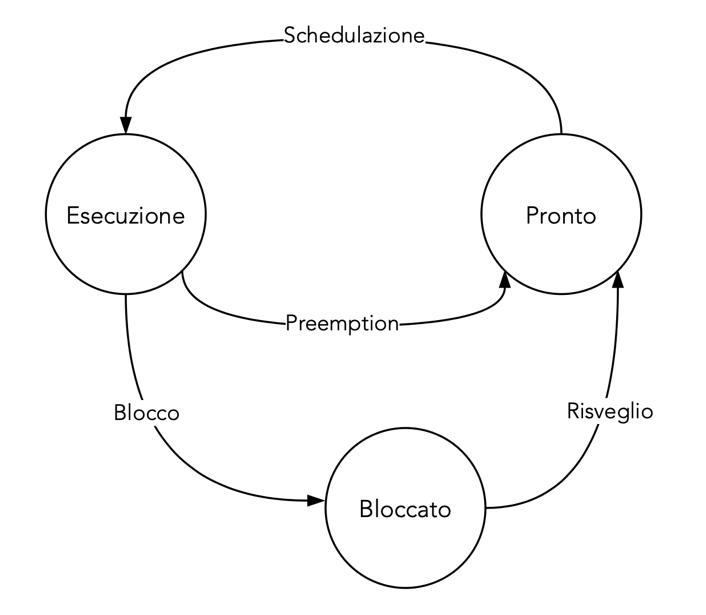 Schedulazione
Esecuzione
Pronto
Preemption
Blocco
Risveglio
Bloccato